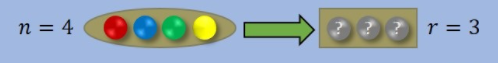 n = 4 ? ? ? r = 3